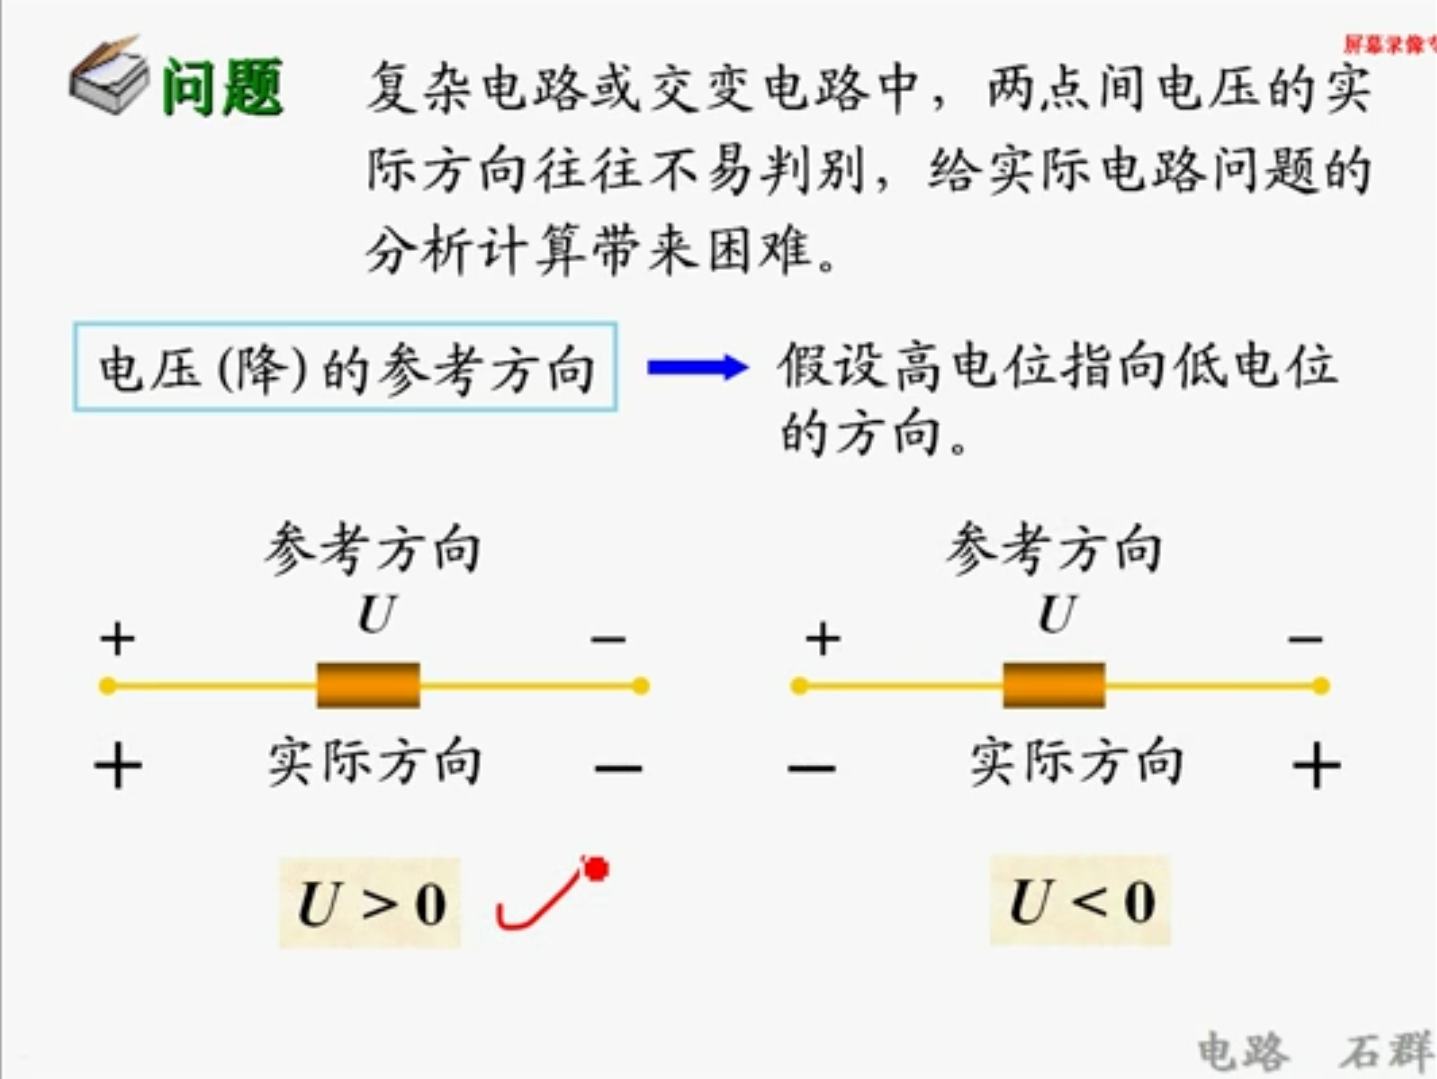 屏幕录像专
问题
复杂电路或交变电路中，两点间电压的实
际方向往往不易判别，给实际电路问题的
分析计算带来困难。
电压(降)的参考方向
假设高电位指向低电位
的方向。
参考方向
U
+ −
实际方向
+ −
U > 0
参考方向
U
+ −
实际方向
− +
U < 0
电路 石群